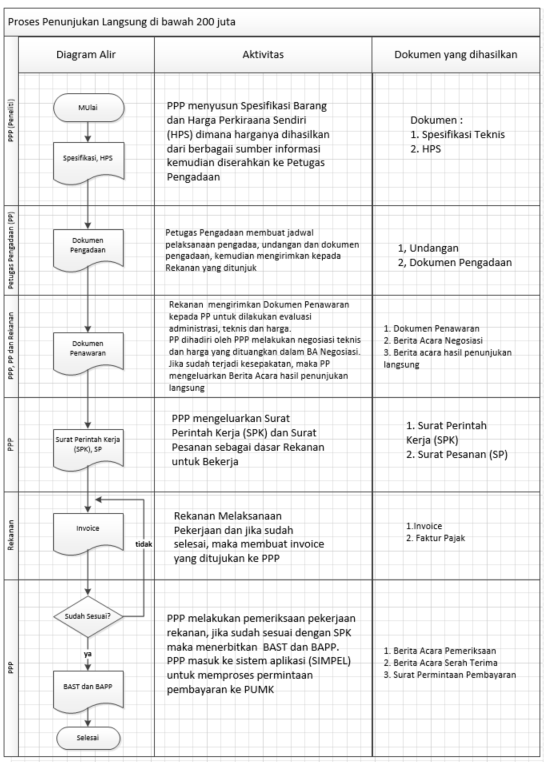 Proses Penunjukan Langsung di bawah 200 juta
Diagram Alir
Aktivitas
Dokumen yang dihasilkan
PPP (Peneliti)
MUlai
Spesifikasi, HPS
PPP menyusun Spesifikasi Barang
dan Harga Perkiraana Sendiri
(HPS) dimana harganya dihasilkan
dari berbagaii sumber informasi
kemudian diserahkan ke Petugas
Pengadaan
Dokumen :
1. Spesifikasi Teknis
2. HPS
Petugas Pengadaan (PP)
Dokumen
Pengadaan
Petugas Pengadaan membuat jadwal
pelaksanaan pengadaa, undangan dan dokumen
pengadaan, kemudian mengirimkan kepada
Rekanan yang ditunjuk
1, Undangan
2, Dokumen Pengadaan
PPP, PP dan Rekanan
Dokumen
Penawaran
Rekanan mengirimkan Dokumen Penawaran
kepada PP untuk dilakukan evaluasi
administrasi, teknis dan harga.
PP dihadiri oleh PPP melakukan negosiasi teknis
dan harga yang dituangkan dalam BA Negosiasi.
Jika sudah terjadi kesepakatan, maka PP
mengeluarkan Berita Acara hasil penunjukan
langsung
1. Dokumen Penawaran
2. Berita Acara Negosiasi
3. Berita acara hasil penunjukan
langsung
PPP
Surat Perintah Kerja
(SPK), SP
PPP mengeluarkan Surat
Perintah Kerja (SPK) dan Surat
Pesanan sebagai dasar Rekanan
untuk Bekerja
1. Surat Perintah
Kerja (SPK)
2. Surat Pesanan (SP)
Rekanan
Invoice
tidak
Rekanan Melaksanaan
Pekerjaan dan jika sudah
selesai, maka membuat invoice
yang ditujukan ke PPP
1.Invoice
2. Faktur Pajak
PPP
Sudah Sesuai?
ya
BAST dan BAPP
Selesai
PPP melakukan pemeriksaan pekerjaan
rekanan, jika sudah sesuai dengan SPK
maka menerbitkan BAST dan BAPP.
PPP masuk ke sistem aplikasi (SIMPEL)
untuk memproses permintaan
pembayaran ke PUMK
1. Berita Acara Pemeriksaan
2. Berita Acara Serah Terima
3. Surat Permintaan Pembayaran